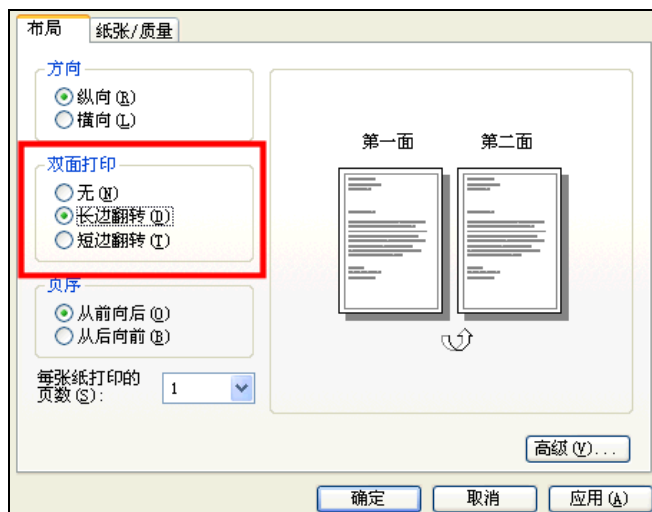 布局
纸张/质量
方向
纵向(R)
横向(L)
双面打印
无(N)
长边翻转(D)
短边翻转(T)
页序
从前向后(O)
从后向前(B)
每张纸打印的
页数(S):
1
第一面
第二面
高级(V)...
确定
取消
应用(A)